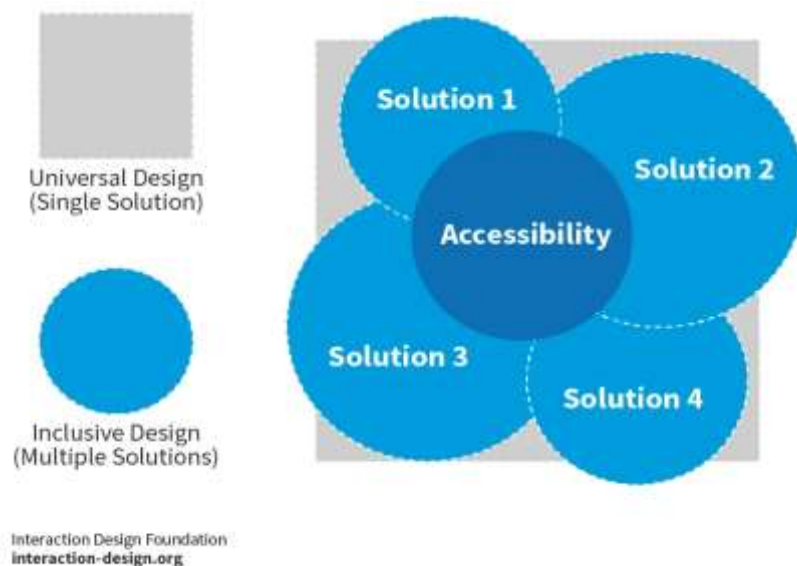 Universal Design
(Single Solution)
Inclusive Design
(Multiple Solutions)
Solution 1
Solution 2
Accessibility
Solution 3
Solution 4
Interaction Design Foundation
interaction-design.org